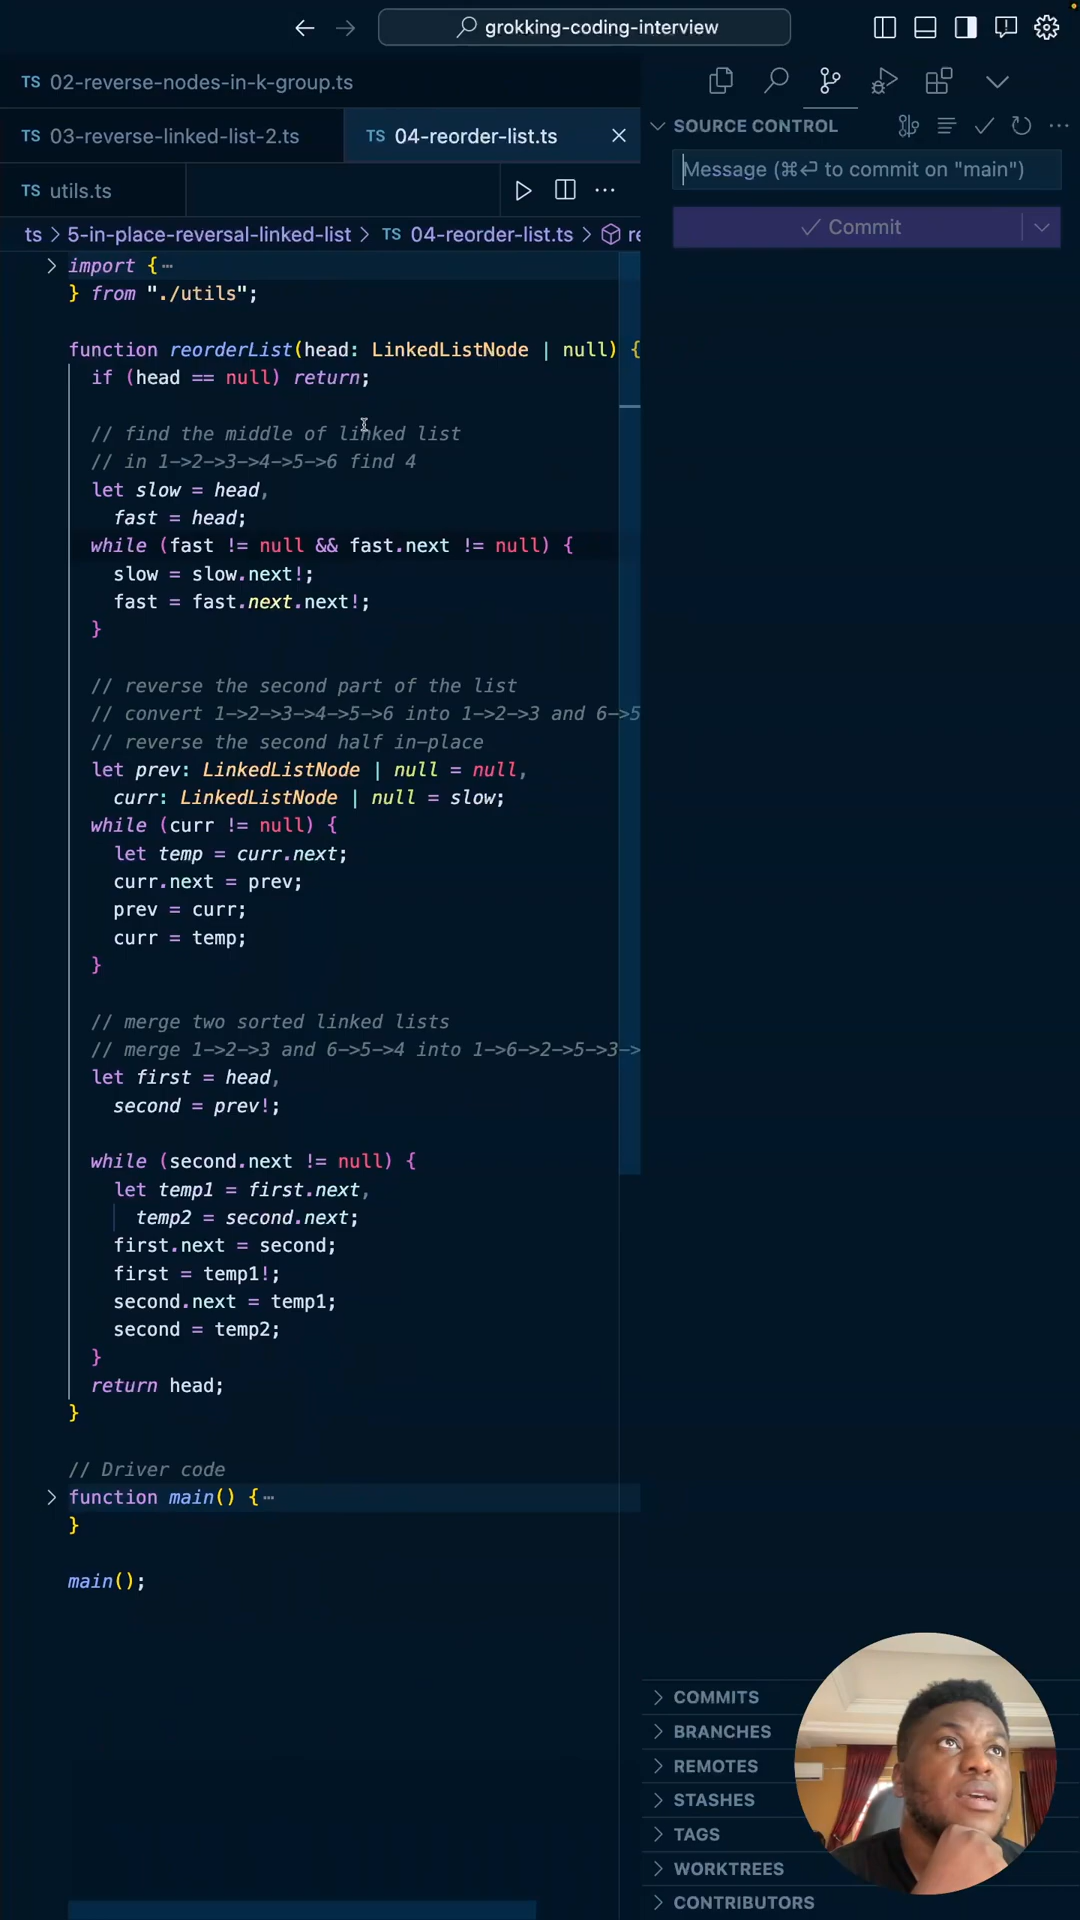 grokking-coding-interview
TS 02-reverse-nodes-in-k-group.ts
TS 03-reverse-linked-list-2.ts
TS 04-reorder-list.ts
TS utils.ts
ts > 5-in-place-reversal-linked-list > TS 04-reorder-list.ts >
import {
} from "./utils";
function reorderList(head: LinkedListNode | null) {
if (head == null) return;
// find the middle of linked list
// in 1->2->3->4->5->6 find 4
let slow = head,
fast = head;
while (fast != null && fast.next != null) {
slow = slow.next!;
fast = fast.next.next!;
}
// reverse the second part of the list
// convert 1->2->3->4->5->6 into 1->2->3 and 6->5
// reverse the second half in-place
let prev: LinkedListNode | null = null,
curr: LinkedListNode | null = slow;
while (curr != null) {
let temp = curr.next;
curr.next = prev;
prev = curr;
curr = temp;
}
// merge two sorted linked lists
// merge 1->2->3 and 6->5->4 into 1->6->2->5->3->
let first = head,
second = prev!;
while (second.next != null) {
let temp1 = first.next,
temp2 = second.next;
first.next = second;
first = temp1!;
second.next = temp1;
second = temp2;
}
return head;
}
// Driver code
function main() {
}
main();
SOURCE CONTROL
Message (⌘⏎ to commit on "main")
Commit
COMMITS
BRANCHES
REMOTES
STASHES
TAGS
WORKTREES
CONTRIBUTORS